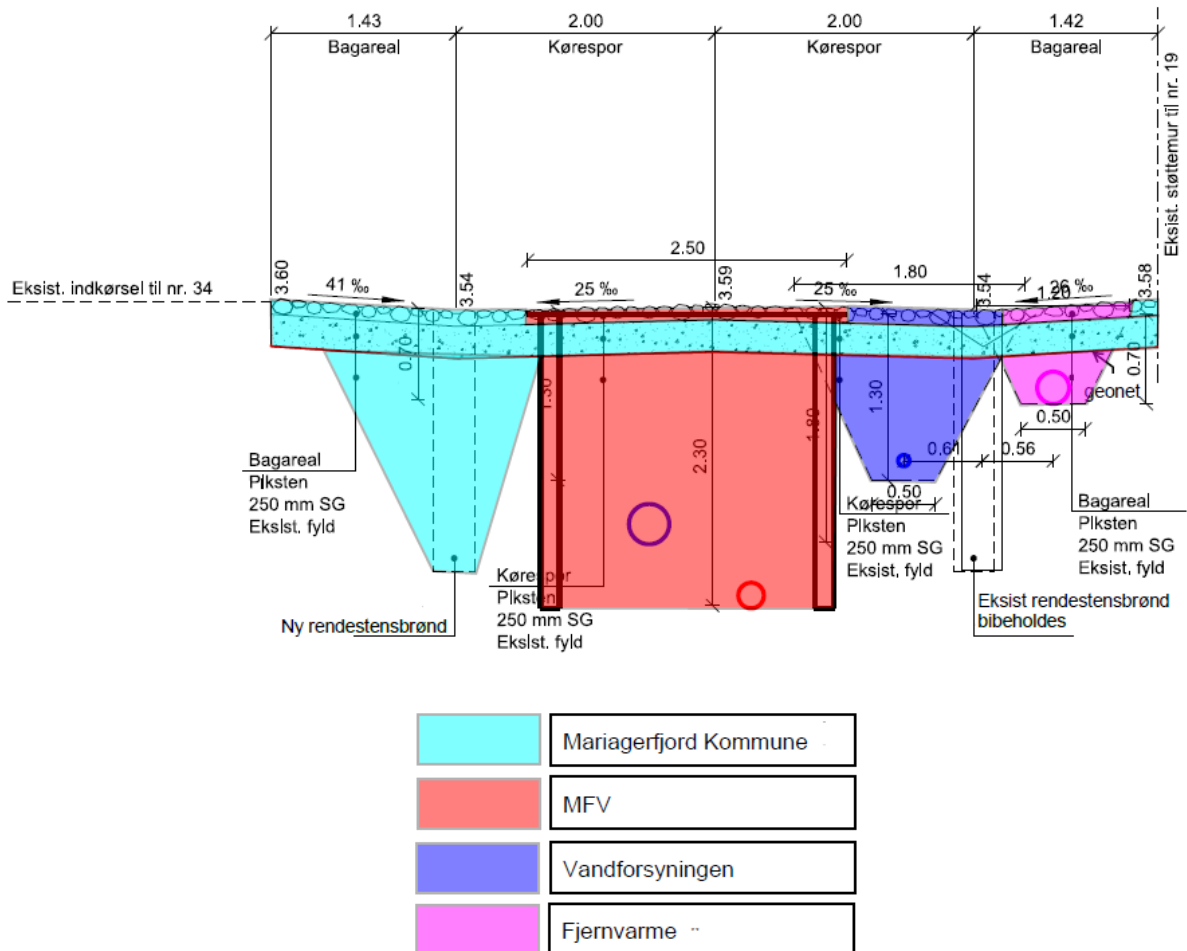 1.43
2.00
2.00
1.42
Bagareal
Kørespor
Kørespor
Bagareal
Eksist. støttemur til nr. 19
2.50
1.80
Eksist. indkørsel til nr. 34
3.60
41 ‰
3.54
25 ‰
3.59
25 ‰
3.54
26 ‰
3.58
1.20
0.70
1.30
2.30
1.80
1.30
0.70
geonet
0.50
0.61
0.56
0.50
Bagareal
Piksten
250 mm SG
Eksist. fyld
Kørespor
Piksten
250 mm SG
Eksist. fyld
Kørespor
Piksten
250 mm SG
Eksist. fyld
Bagareal
Piksten
250 mm SG
Eksist. fyld
Ny rendestensbrønd
Eksist rendestensbrønd
bibeholdes
Mariagerfjord Kommune
MFV
Vandforsyningen
Fjernvarme